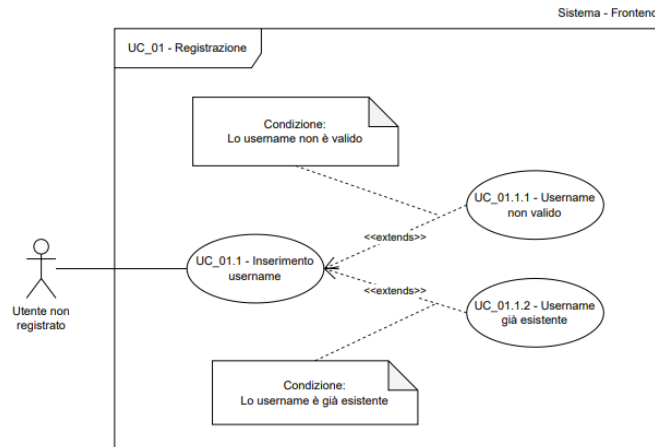 Sistema - Frontend
UC_01 - Registrazione
Condizione:
Lo username non è valido
UC_01.1.1 - Username
non valido
<<extends>>
UC_01.1 - Inserimento
username
Utente non
registrato
<<extends>>
UC_01.1.2 - Username
già esistente
Condizione:
Lo username è già esistente